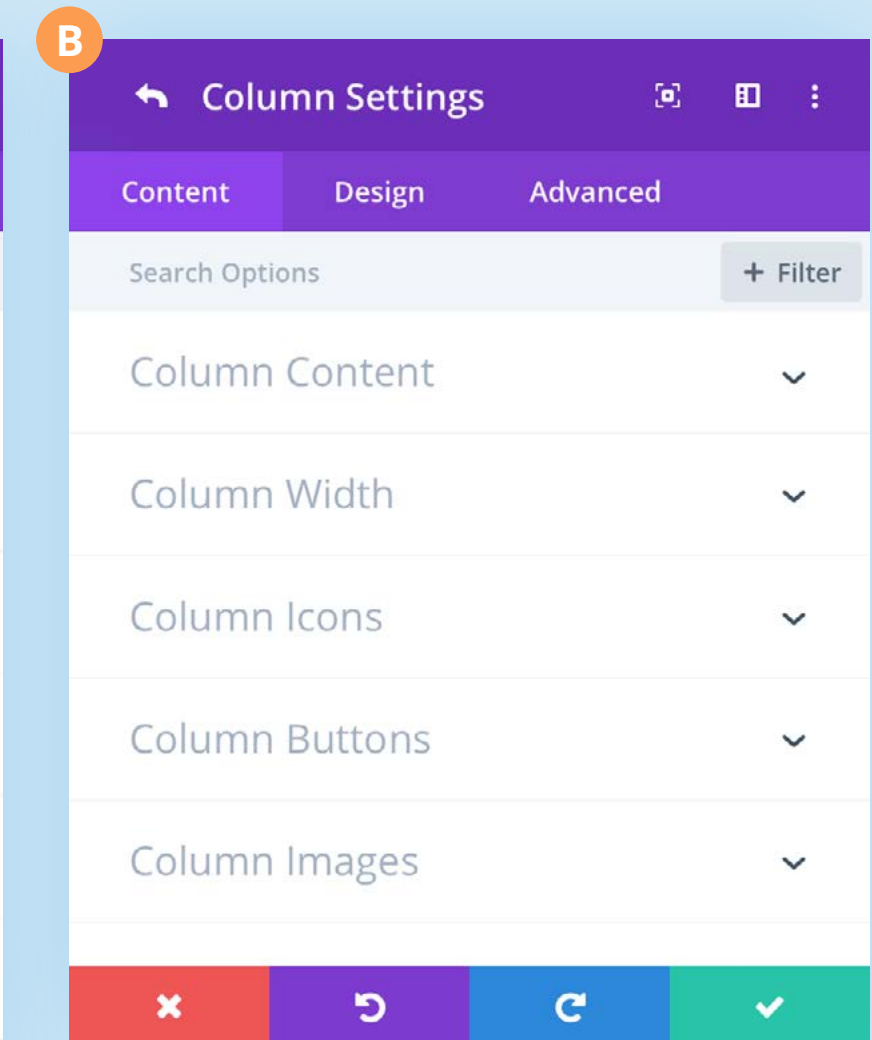 B
Column Settings
Content Design Advanced
Search Options + Filter
Column Content
Column Width
Column Icons
Column Buttons
Column Images